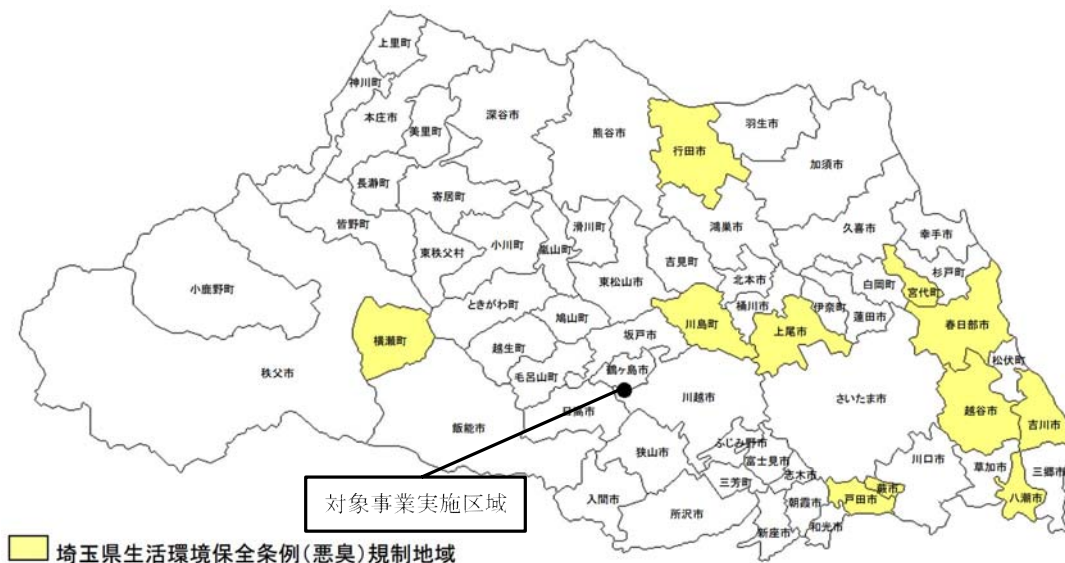 上里町
神川町
本庄市
美里町
深谷市
熊谷市
行田市
羽生市
加須市
長瀞町
寄居町
皆野町
東秩父村
小川町
嵐山町
滑川町
東松山市
吉見町
鴻巣市
北本市
桶川市
久喜市
幸手市
杉戸町
白岡町
宮代町
伊奈町
蓮田市
上尾市
川島町
春日部市
小鹿野町
秩父市
横瀬町
ときがわ町
鳩山町
越生町
毛呂山町
坂戸市
鶴ヶ島市
日高市
飯能市
川越市
さいたま市
松伏町
越谷市
吉川市
狭山市
ふじみ野市
富士見市
志木市
三芳町
入間市
所沢市
朝霞市
新座市
和光市
戸田市
蕨市
川口市
草加市
三郷市
八潮市
対象事業実施区域
埼玉県生活環境保全条例(悪臭)規制地域